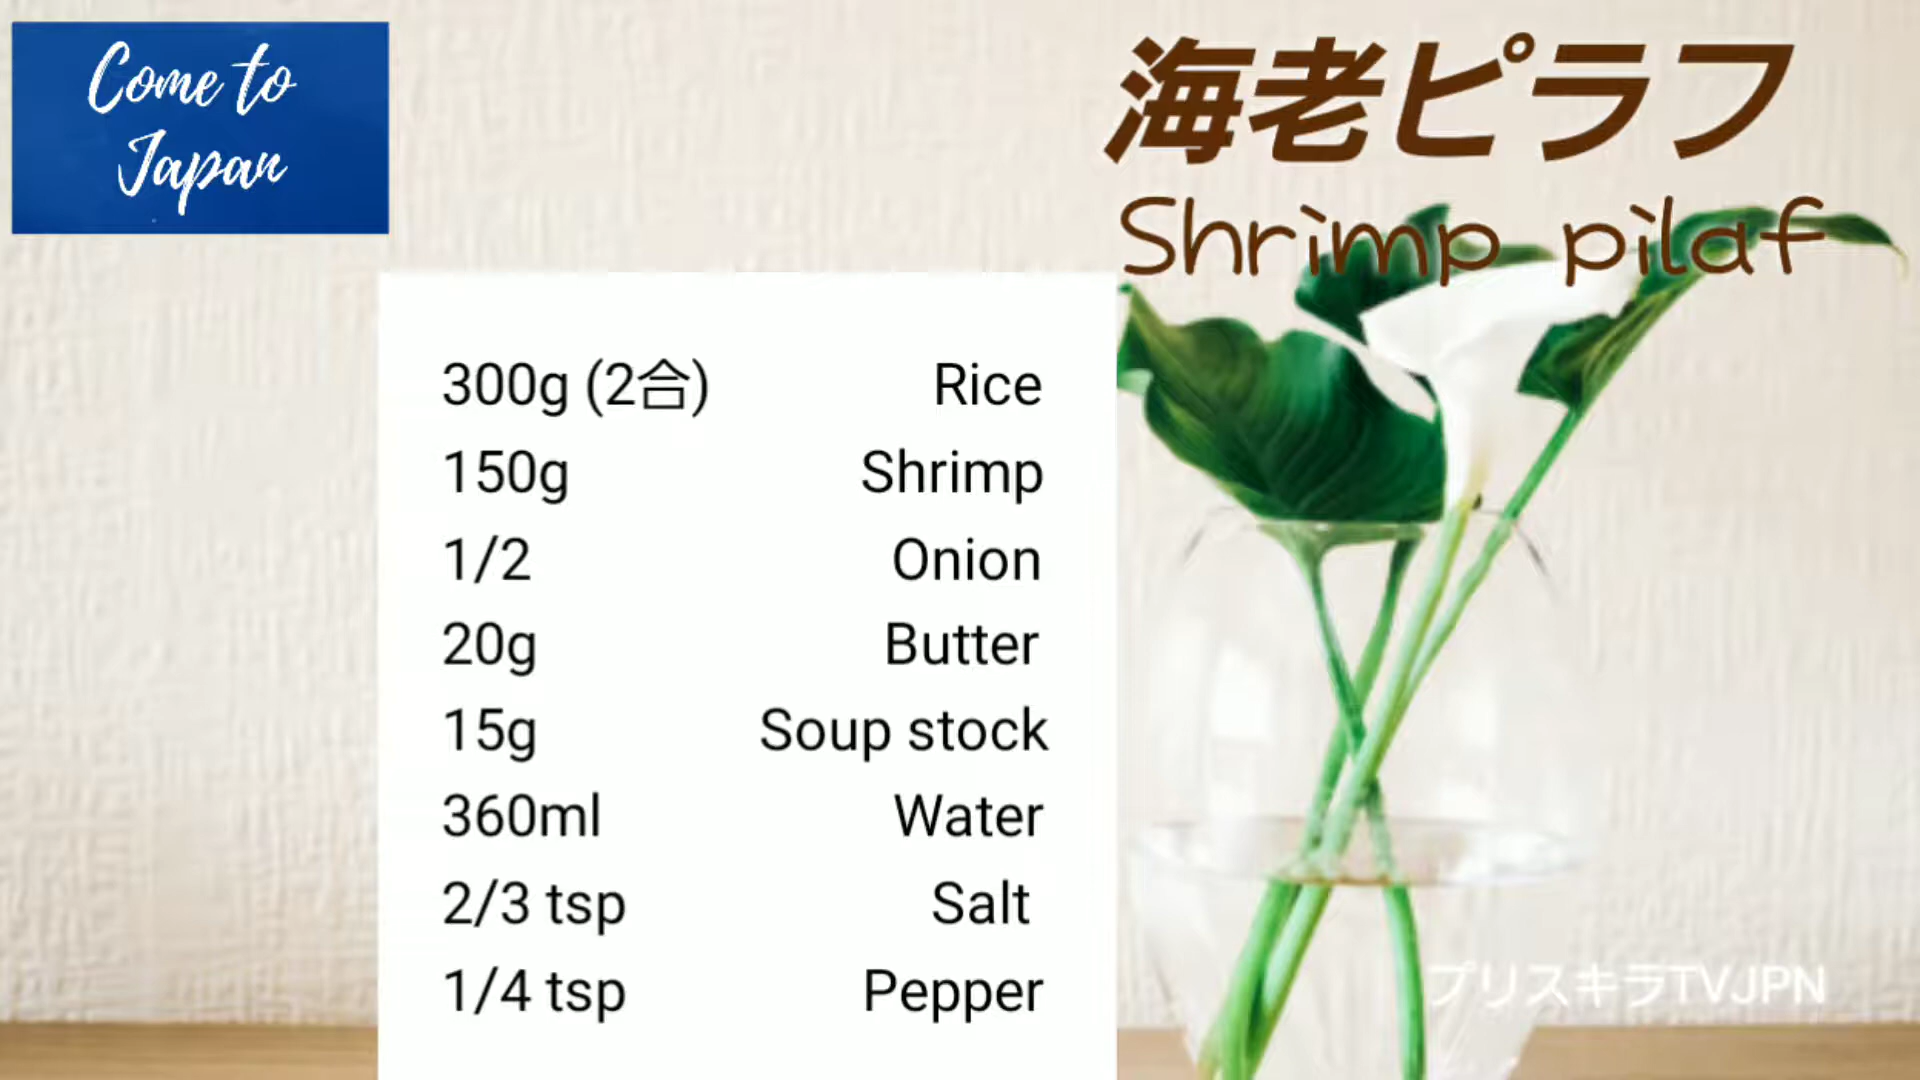 Come to
Japan
海老ピラフ
Shrimp pilaf
300g (2合) Rice
150g Shrimp
1/2 Onion
20g Butter
15g Soup stock
360ml Water
2/3 tsp Salt
1/4 tsp Pepper
プリスキラTVJPN